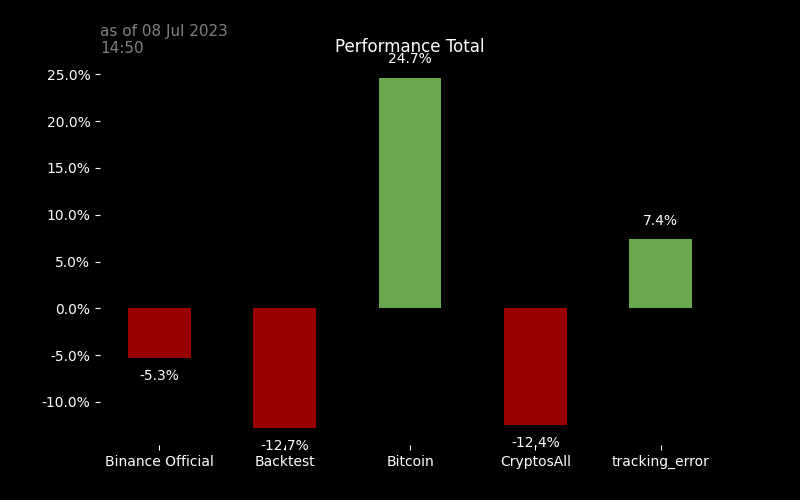 as of 08 Jul 2023
14:50
Performance Total
24.7%
25.0%
20.0%
15.0%
10.0%
7.4%
5.0%
0.0%
-5.0%
-5.3%
-10.0%
-12.7%
-12.4%
Binance Official
Backtest
Bitcoin
CryptosAll
tracking_error